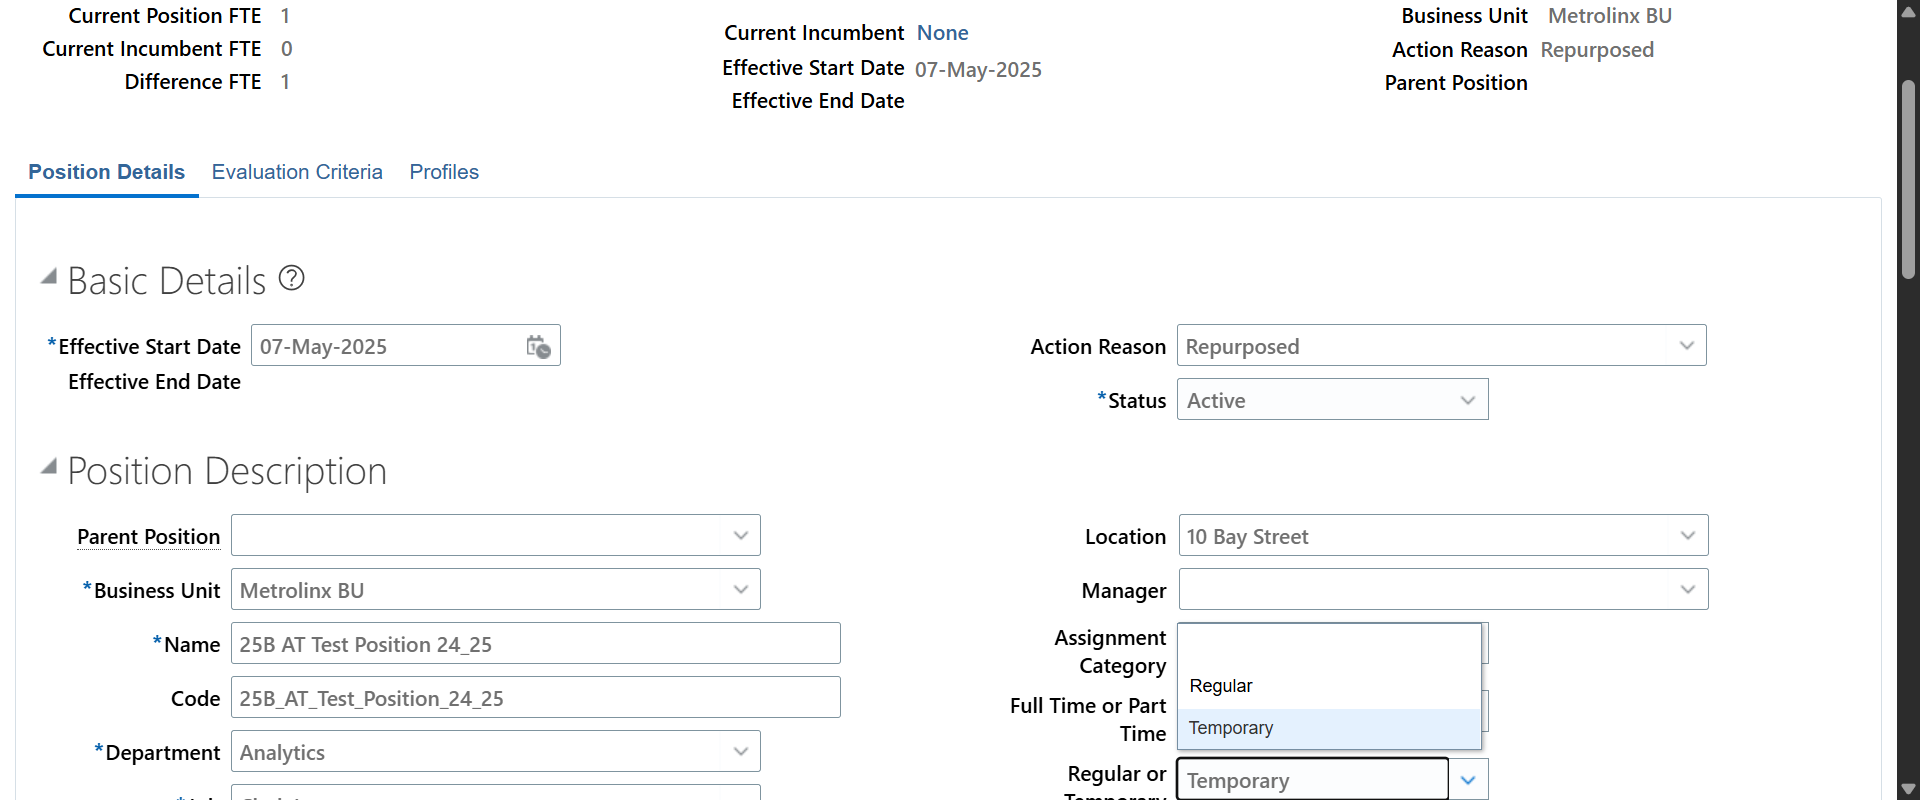 Current Position FTE 1
Current Incumbent FTE 0
Difference FTE 1
Current Incumbent None
Effective Start Date 07-May-2025
Effective End Date
Business Unit Metrolinx BU
Action Reason Repurposed
Parent Position
Position Details Evaluation Criteria Profiles
Basic Details ?
*Effective Start Date 07-May-2025
Effective End Date
Action Reason Repurposed
*Status Active
Position Description
Parent Position
*Business Unit Metrolinx BU
*Name 25B AT Test Position 24_25
Code 25B_AT_Test_Position_24_25
*Department Analytics
Location 10 Bay Street
Manager
Assignment
Category
Regular
Full Time or Part
Time
Temporary
Regular or
Temporary
Temporary